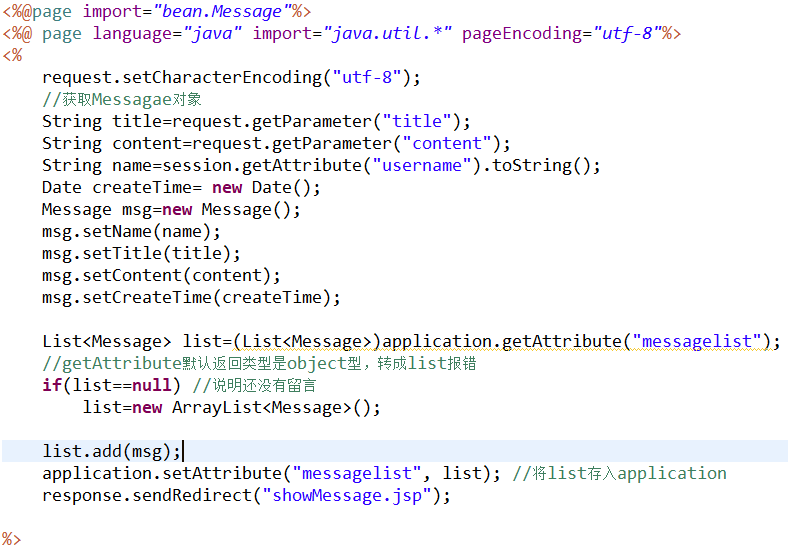 <%@page import="bean.Message"%>
<%@ page language="java" import="java.util.*" pageEncoding="utf-8"%>
<%
    request.setCharacterEncoding("utf-8");
    //获取Messagae对象
    String title=request.getParameter("title");
    String content=request.getParameter("content");
    String name=session.getAttribute("username").toString();
    Date createTime= new Date();
    Message msg=new Message();
    msg.setName(name);
    msg.setTitle(title);
    msg.setContent(content);
    msg.setCreateTime(createTime);
    List<Message> list=(List<Message>)application.getAttribute("messagelist");
    //getAttribute默认返回类型是object型，转成list报错
    if(list==null) //说明还没有留言
        list=new ArrayList<Message>();
    list.add(msg);
    application.setAttribute("messagelist", list); //将list存入application
    response.sendRedirect("showMessage.jsp");
%>